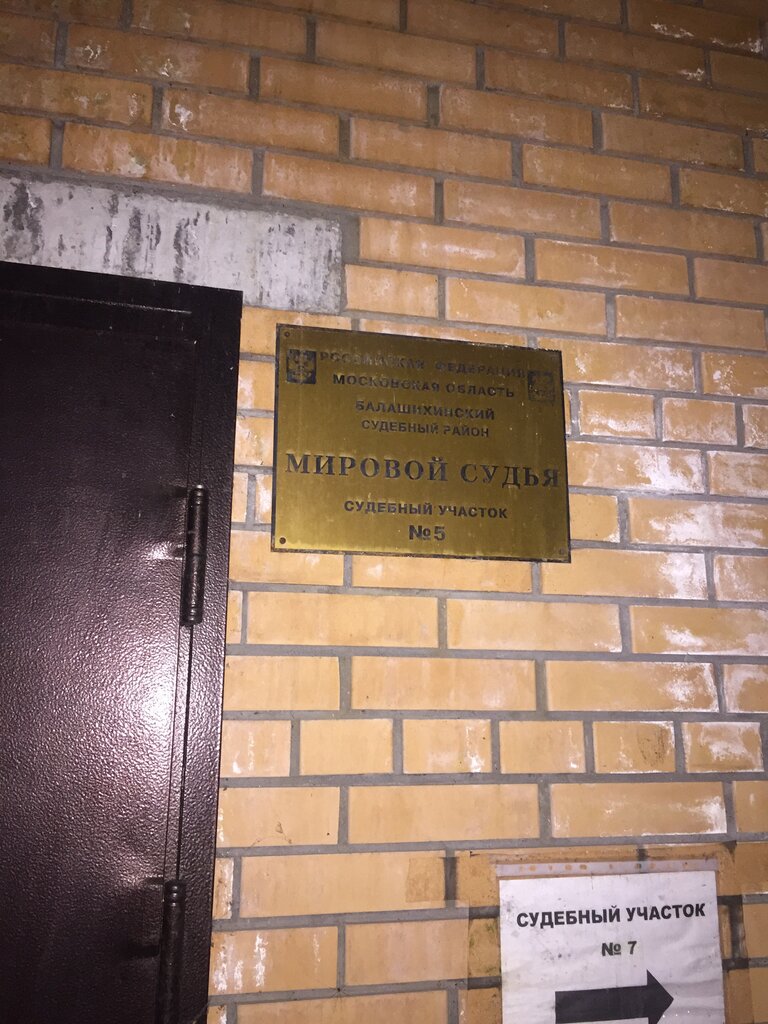 РОССИЙСКАЯ ФЕДЕРАЦИЯ
МОСКОВСКАЯ ОБЛАСТЬ
БАЛАШИХИНСКИЙ
СУДЕБНЫЙ РАЙОН
МИРОВОЙ СУДЬЯ
СУДЕБНЫЙ УЧАСТОК
№5
СУДЕБНЫЙ УЧАСТОК
№ 7